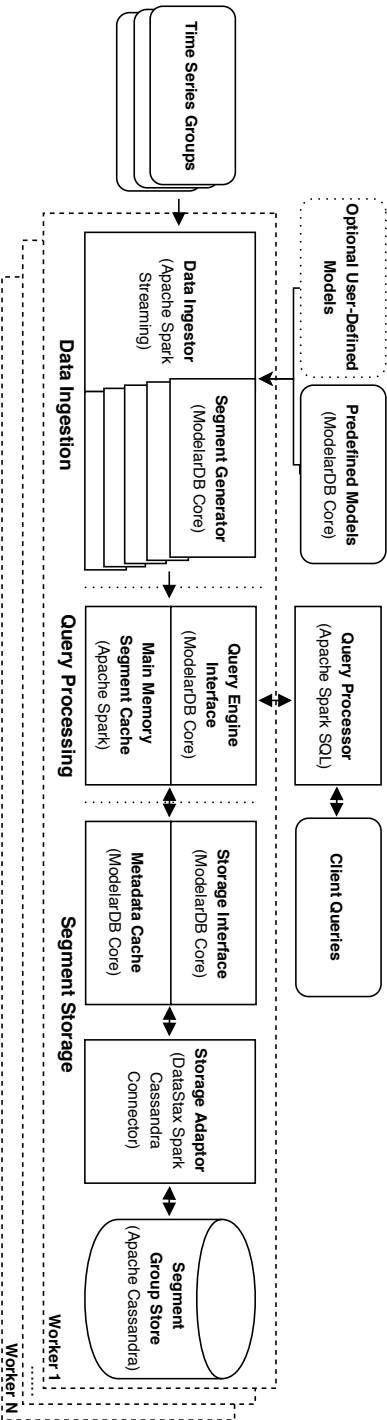 Time Series Groups
Optional User-Defined
Models
Predefined Models
(ModelarDB Core)
Query Processor
(Apache Spark SQL)
Client Queries
Data Ingestor
(Apache Spark
Streaming)
Segment Generator
(ModelarDB Core)
Query Engine
Interface
(ModelarDB Core)
Main Memory
Segment Cache
(Apache Spark)
Storage Interface
(ModelarDB Core)
Metadata Cache
(ModelarDB Core)
Storage Adaptor
(DataStax Spark
Cassandra
Connector)
Segment
Group Store
(Apache Cassandra)
Data Ingestion
Query Processing
Segment Storage
Worker 1
......
Worker N